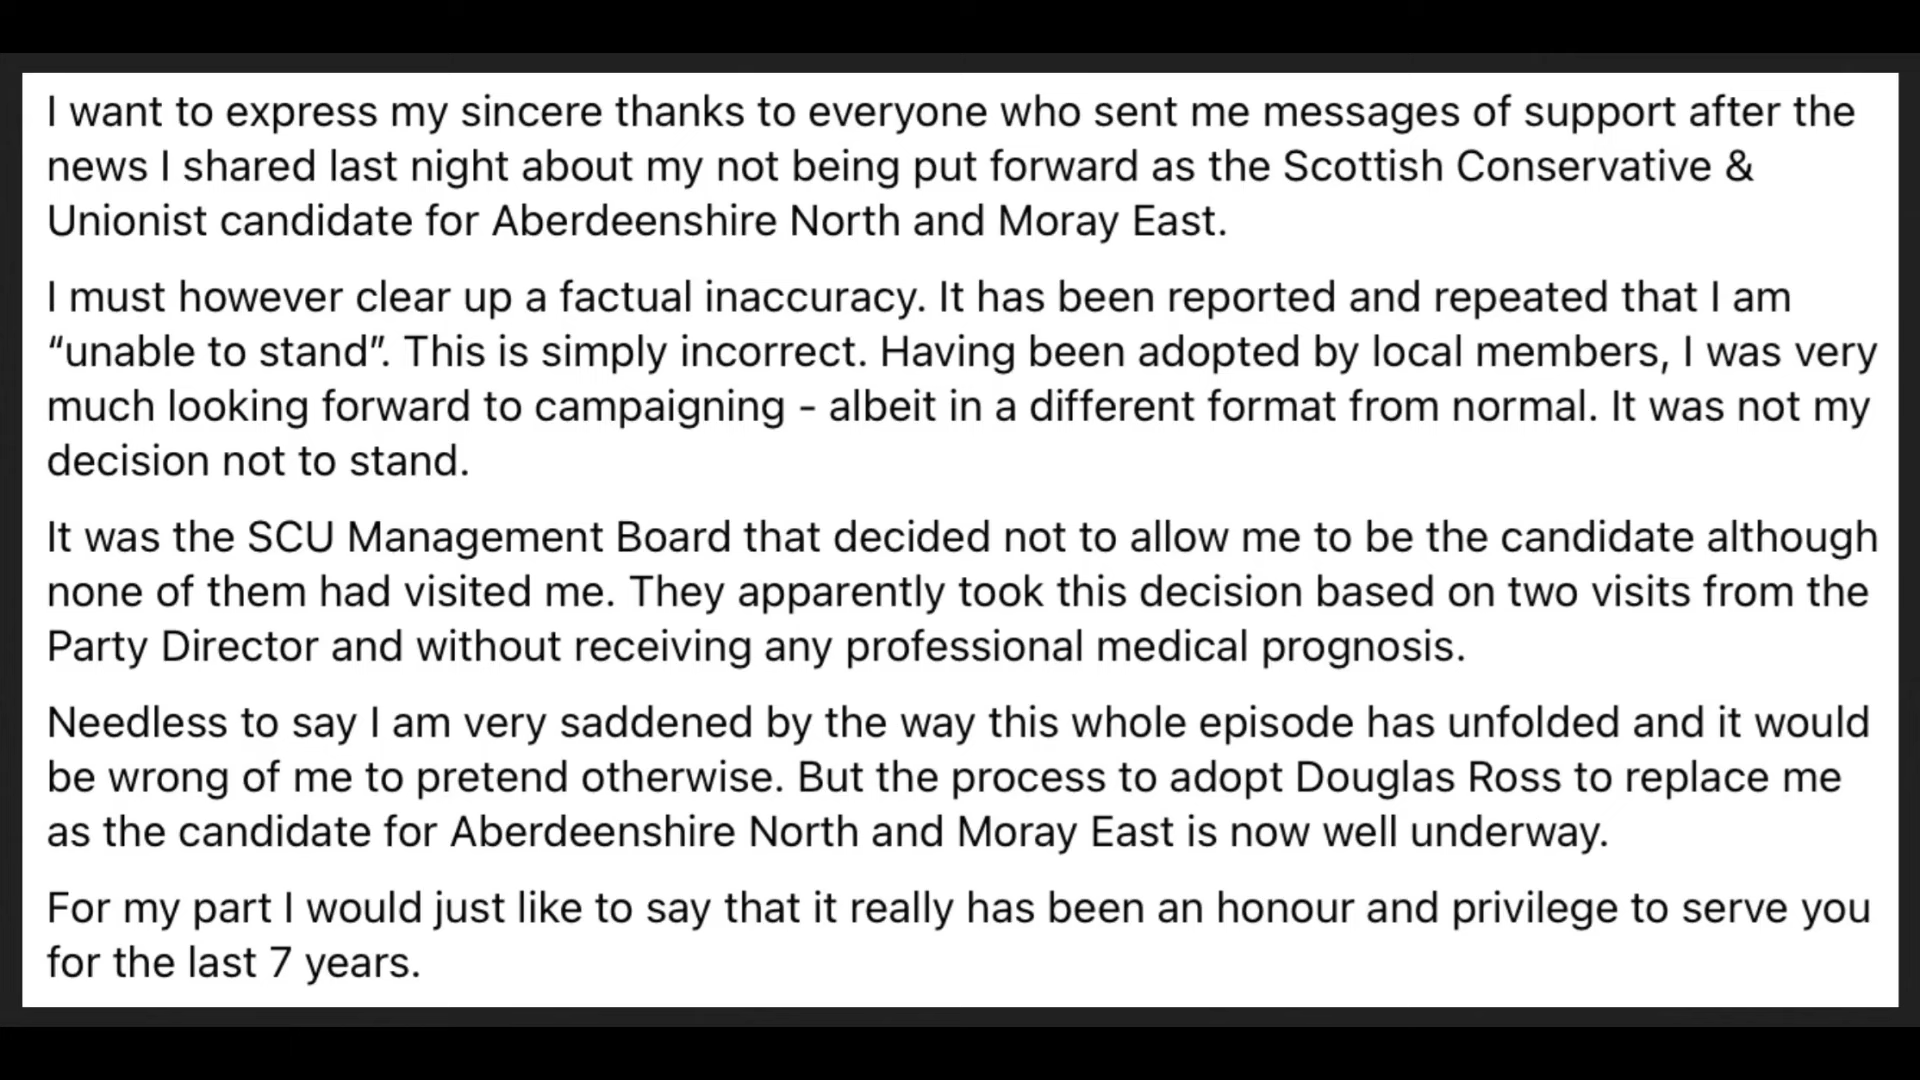 I want to express my sincere thanks to everyone who sent me messages of support after the
news I shared last night about my not being put forward as the Scottish Conservative &
Unionist candidate for Aberdeenshire North and Moray East.
I must however clear up a factual inaccuracy. It has been reported and repeated that I am
“unable to stand”. This is simply incorrect. Having been adopted by local members, I was very
much looking forward to campaigning - albeit in a different format from normal. It was not my
decision not to stand.
It was the SCU Management Board that decided not to allow me to be the candidate although
none of them had visited me. They apparently took this decision based on two visits from the
Party Director and without receiving any professional medical prognosis.
Needless to say I am very saddened by the way this whole episode has unfolded and it would
be wrong of me to pretend otherwise. But the process to adopt Douglas Ross to replace me
as the candidate for Aberdeenshire North and Moray East is now well underway.
For my part I would just like to say that it really has been an honour and privilege to serve you
for the last 7 years.